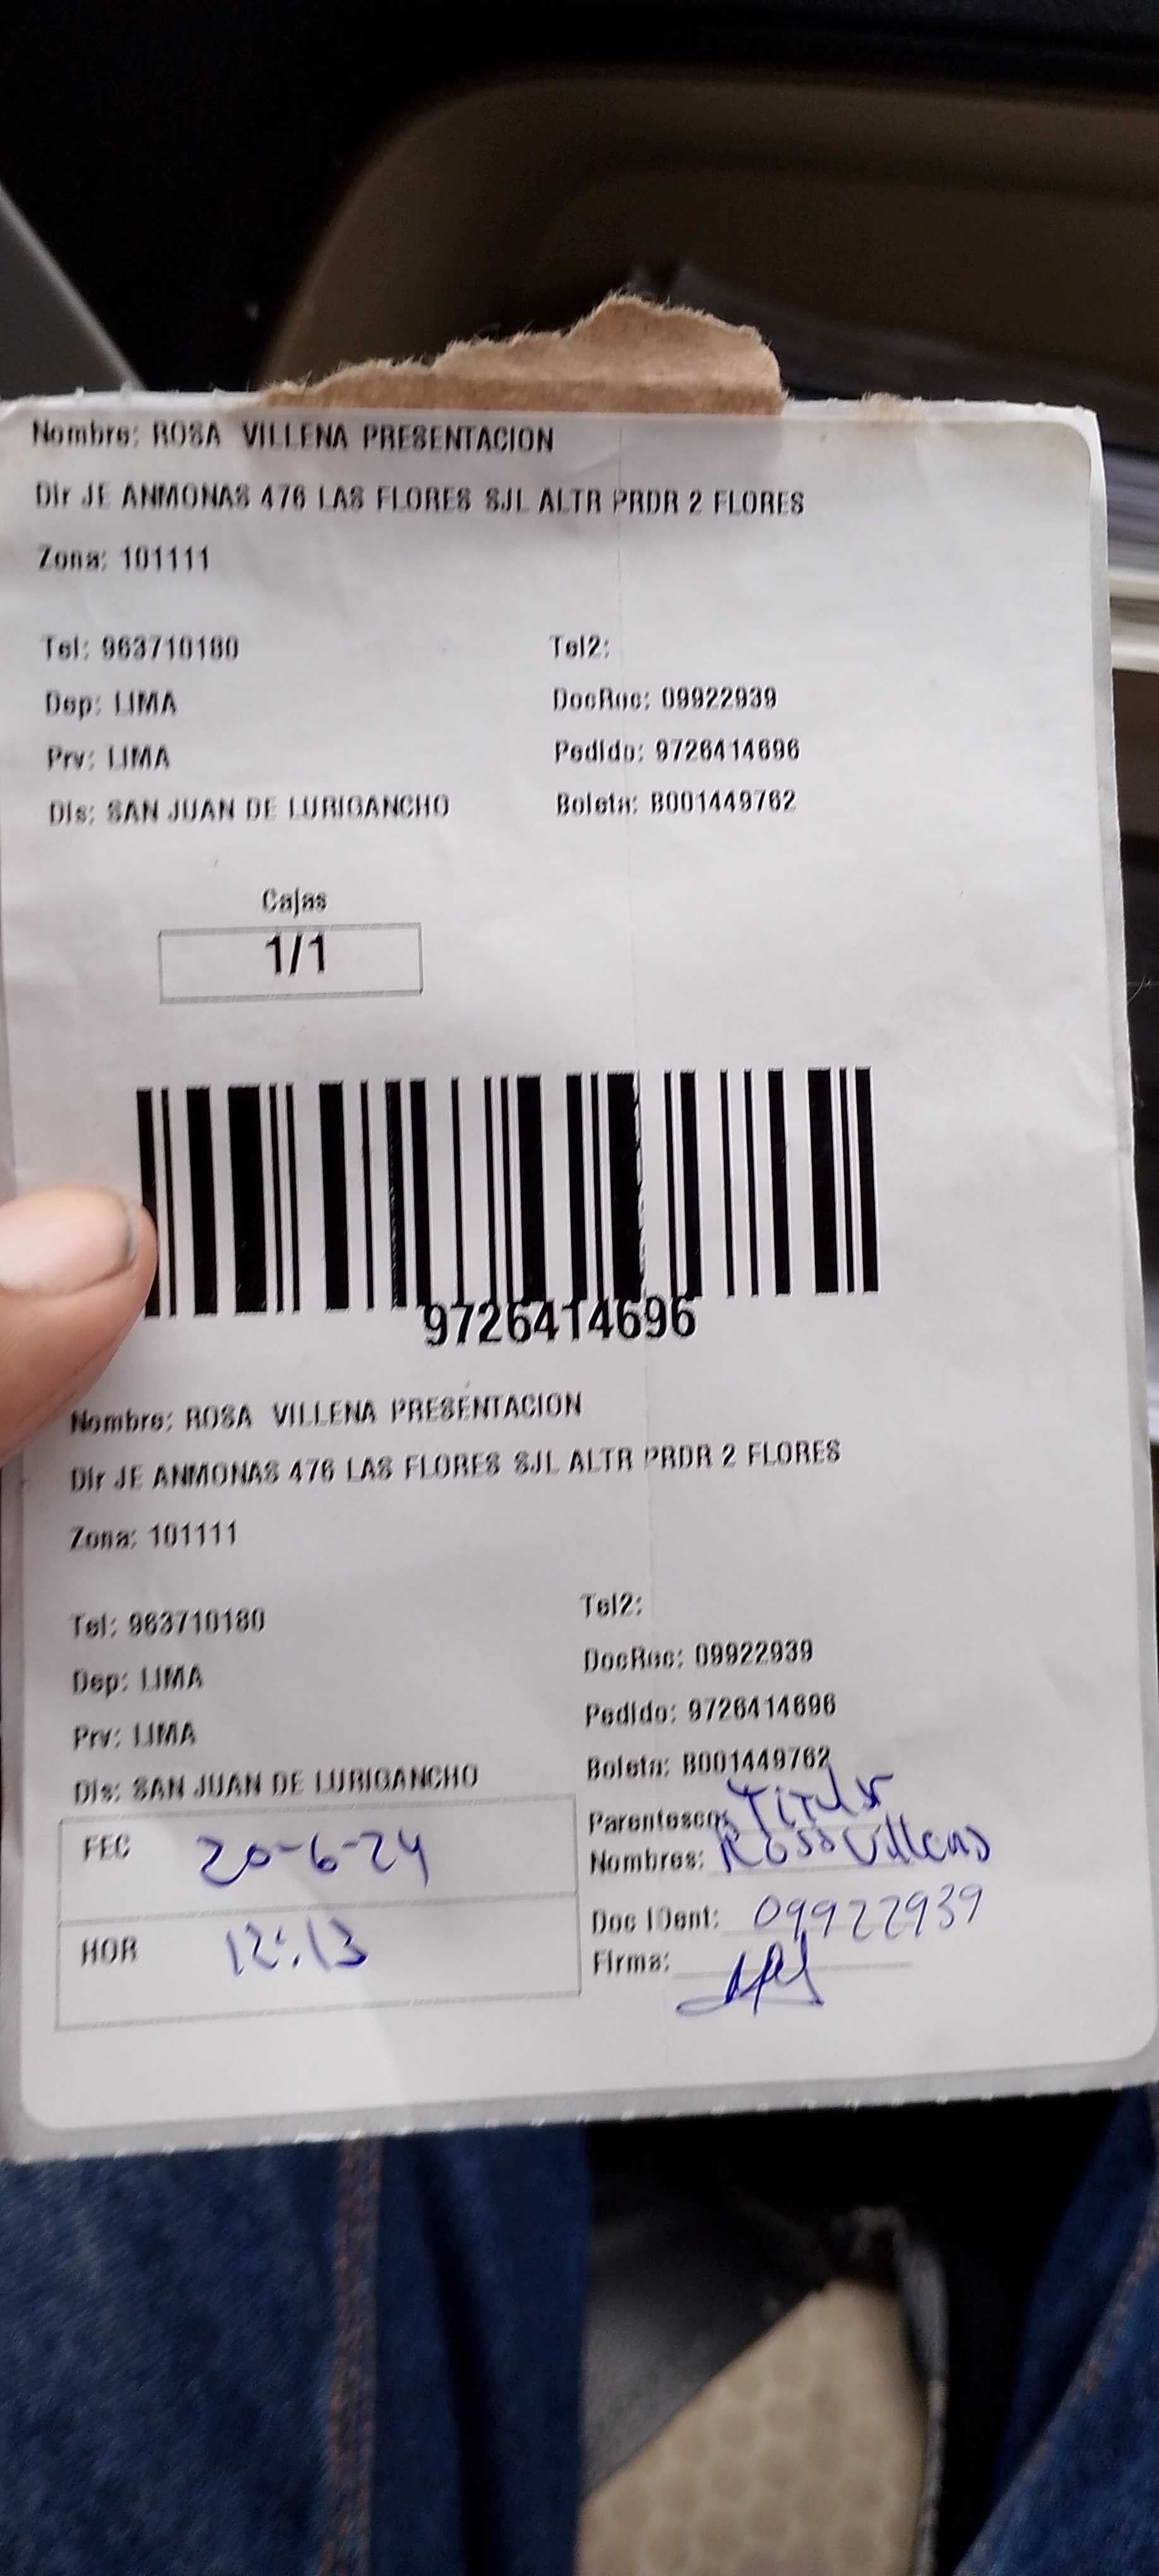 Nombre: ROSA VILLENA PRESENTACION
Dir JE ANMONAS 476 LAS FLORES SJL ALTR PRDR 2 FLORES
Zona: 101111
Tel: 963710180 Tel2:
Dep: LIMA DocRec: 09922939
Prv: LIMA Pedido: 9726414696
Dis: SAN JUAN DE LURIGANCHO Boleta: B001449762
Cajas
1/1
9726414696
Nombre: ROSA VILLENA PRESENTACION
Dir JE ANMONAS 476 LAS FLORES SJL ALTR PRDR 2 FLORES
Zona: 101111
Tel: 963710180 Tel2:
Dep: LIMA DocRec: 09922939
Prv: LIMA Pedido: 9726414696
Dis: SAN JUAN DE LURIGANCHO Boleta: B001449762
Parentesco: Titular
FEC 20-6-24 Nombres: Rosa Villena
Doc IDent: 09922939
HOR 12:13 Firma: